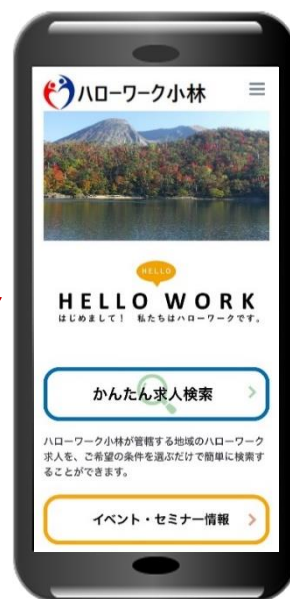 ハローワーク小林
HELLO
HELLO WORK
はじめまして! 私たちはハローワークです。
かんたん求人検索
ハローワーク小林が管轄する地域のハローワーク
求人を、ご希望の条件を選ぶだけで簡単に検索す
ることができます。
イベント・セミナー情報